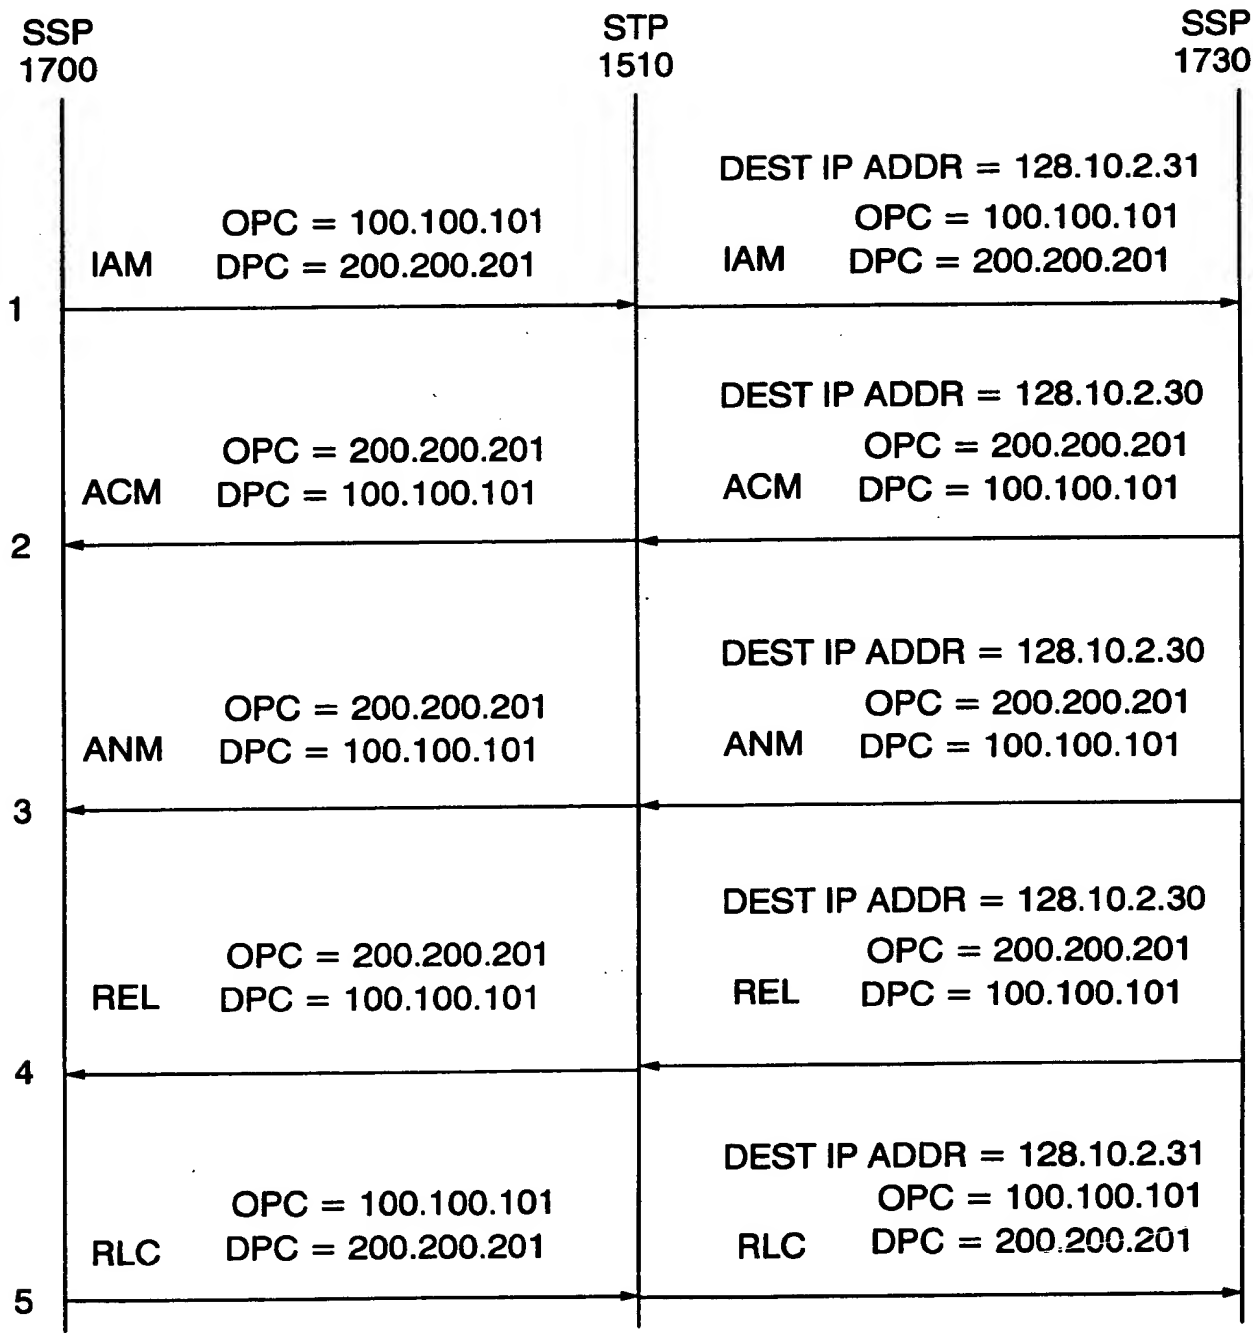 SSP STP SSP
1700 1510 1730
DEST IP ADDR = 128.10.2.31
OPC = 100.100.101 OPC = 100.100.101
IAM DPC = 200.200.201 IAM DPC = 200.200.201
1
DEST IP ADDR = 128.10.2.30
OPC = 200.200.201 OPC = 200.200.201
ACM DPC = 100.100.101 ACM DPC = 100.100.101
2
DEST IP ADDR = 128.10.2.30
OPC = 200.200.201 OPC = 200.200.201
ANM DPC = 100.100.101 ANM DPC = 100.100.101
3
DEST IP ADDR = 128.10.2.30
OPC = 200.200.201 OPC = 200.200.201
REL DPC = 100.100.101 REL DPC = 100.100.101
4
DEST IP ADDR = 128.10.2.31
OPC = 100.100.101 OPC = 100.100.101
RLC DPC = 200.200.201 RLC DPC = 200.200.201
5